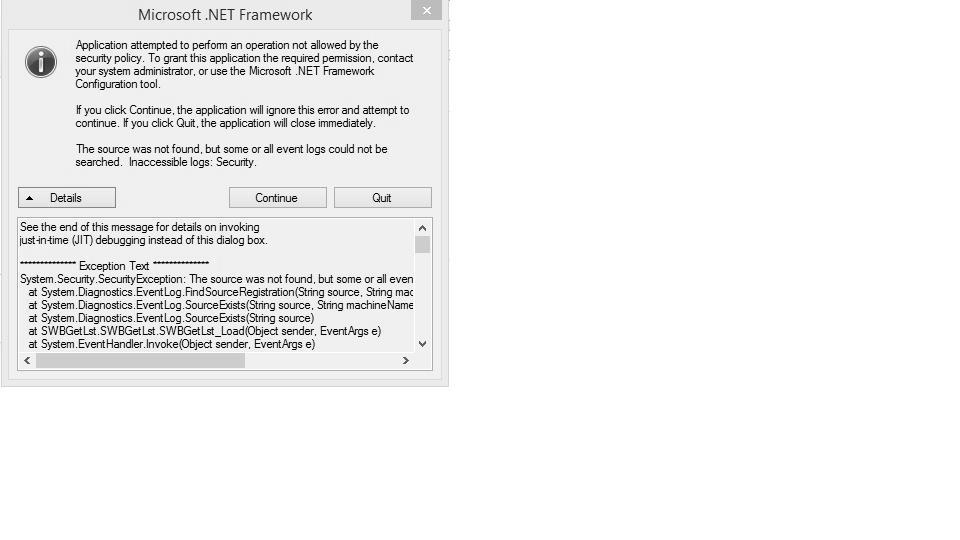 Microsoft .NET Framework
Application attempted to perform an operation not allowed by the
security policy. To grant this application the required permission, contact
your system administrator, or use the Microsoft .NET Framework
Configuration tool.
If you click Continue, the application will ignore this error and attempt to
continue. If you click Quit, the application will close immediately.
The source was not found, but some or all event logs could not be
searched. Inaccessible logs: Security.
Details
Continue
Quit
See the end of this message for details on invoking
just-in-time (JIT) debugging instead of this dialog box.
************** Exception Text **************
System.Security.SecurityException: The source was not found, but some or all even
at System.Diagnostics.EventLog.FindSourceRegistration(String source, String mac
at System.Diagnostics.EventLog.SourceExists(String source, String machineName
at System.Diagnostics.EventLog.SourceExists(String source)
at SWBGetLst.SWBGetLst.SWBGetLst_Load(Object sender, EventArgs e)
at System.EventHandler.Invoke(Object sender, EventArgs e)